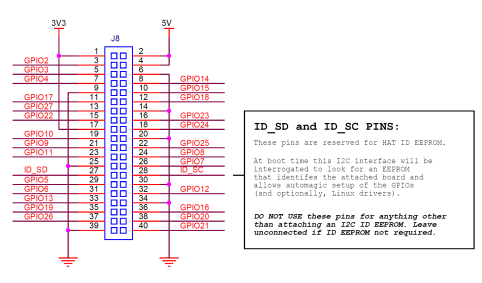 3V3 5V
J8
1 2
GPIO2 3 4
GPIO3 5 6
GPIO4 7 8 GPIO14
9 10 GPIO15
GPIO17 11 12 GPIO18
GPIO27 13 14
GPIO22 15 16 GPIO23
17 18 GPIO24
GPIO10 19 20
GPIO9 21 22 GPIO25
GPIO11 23 24 GPIO8
25 26 GPIO7
ID_SD 27 28 ID_SC
GPIO5 29 30
GPIO6 31 32 GPIO12
GPIO13 33 34
GPIO19 35 36 GPIO16
GPIO26 37 38 GPIO20
39 40 GPIO21
ID_SD and ID_SC PINS:
These pins are reserved for HAT ID EEPROM.
At boot time this I2C interface will be
interrogated to look for an EEPROM
that identifes the attached board and
allows automagic setup of the GPIOs
(and optionally, Linux drivers).
DO NOT USE these pins for anything other
than attaching an I2C ID EEPROM. Leave
unconnected if ID EEPROM not required.